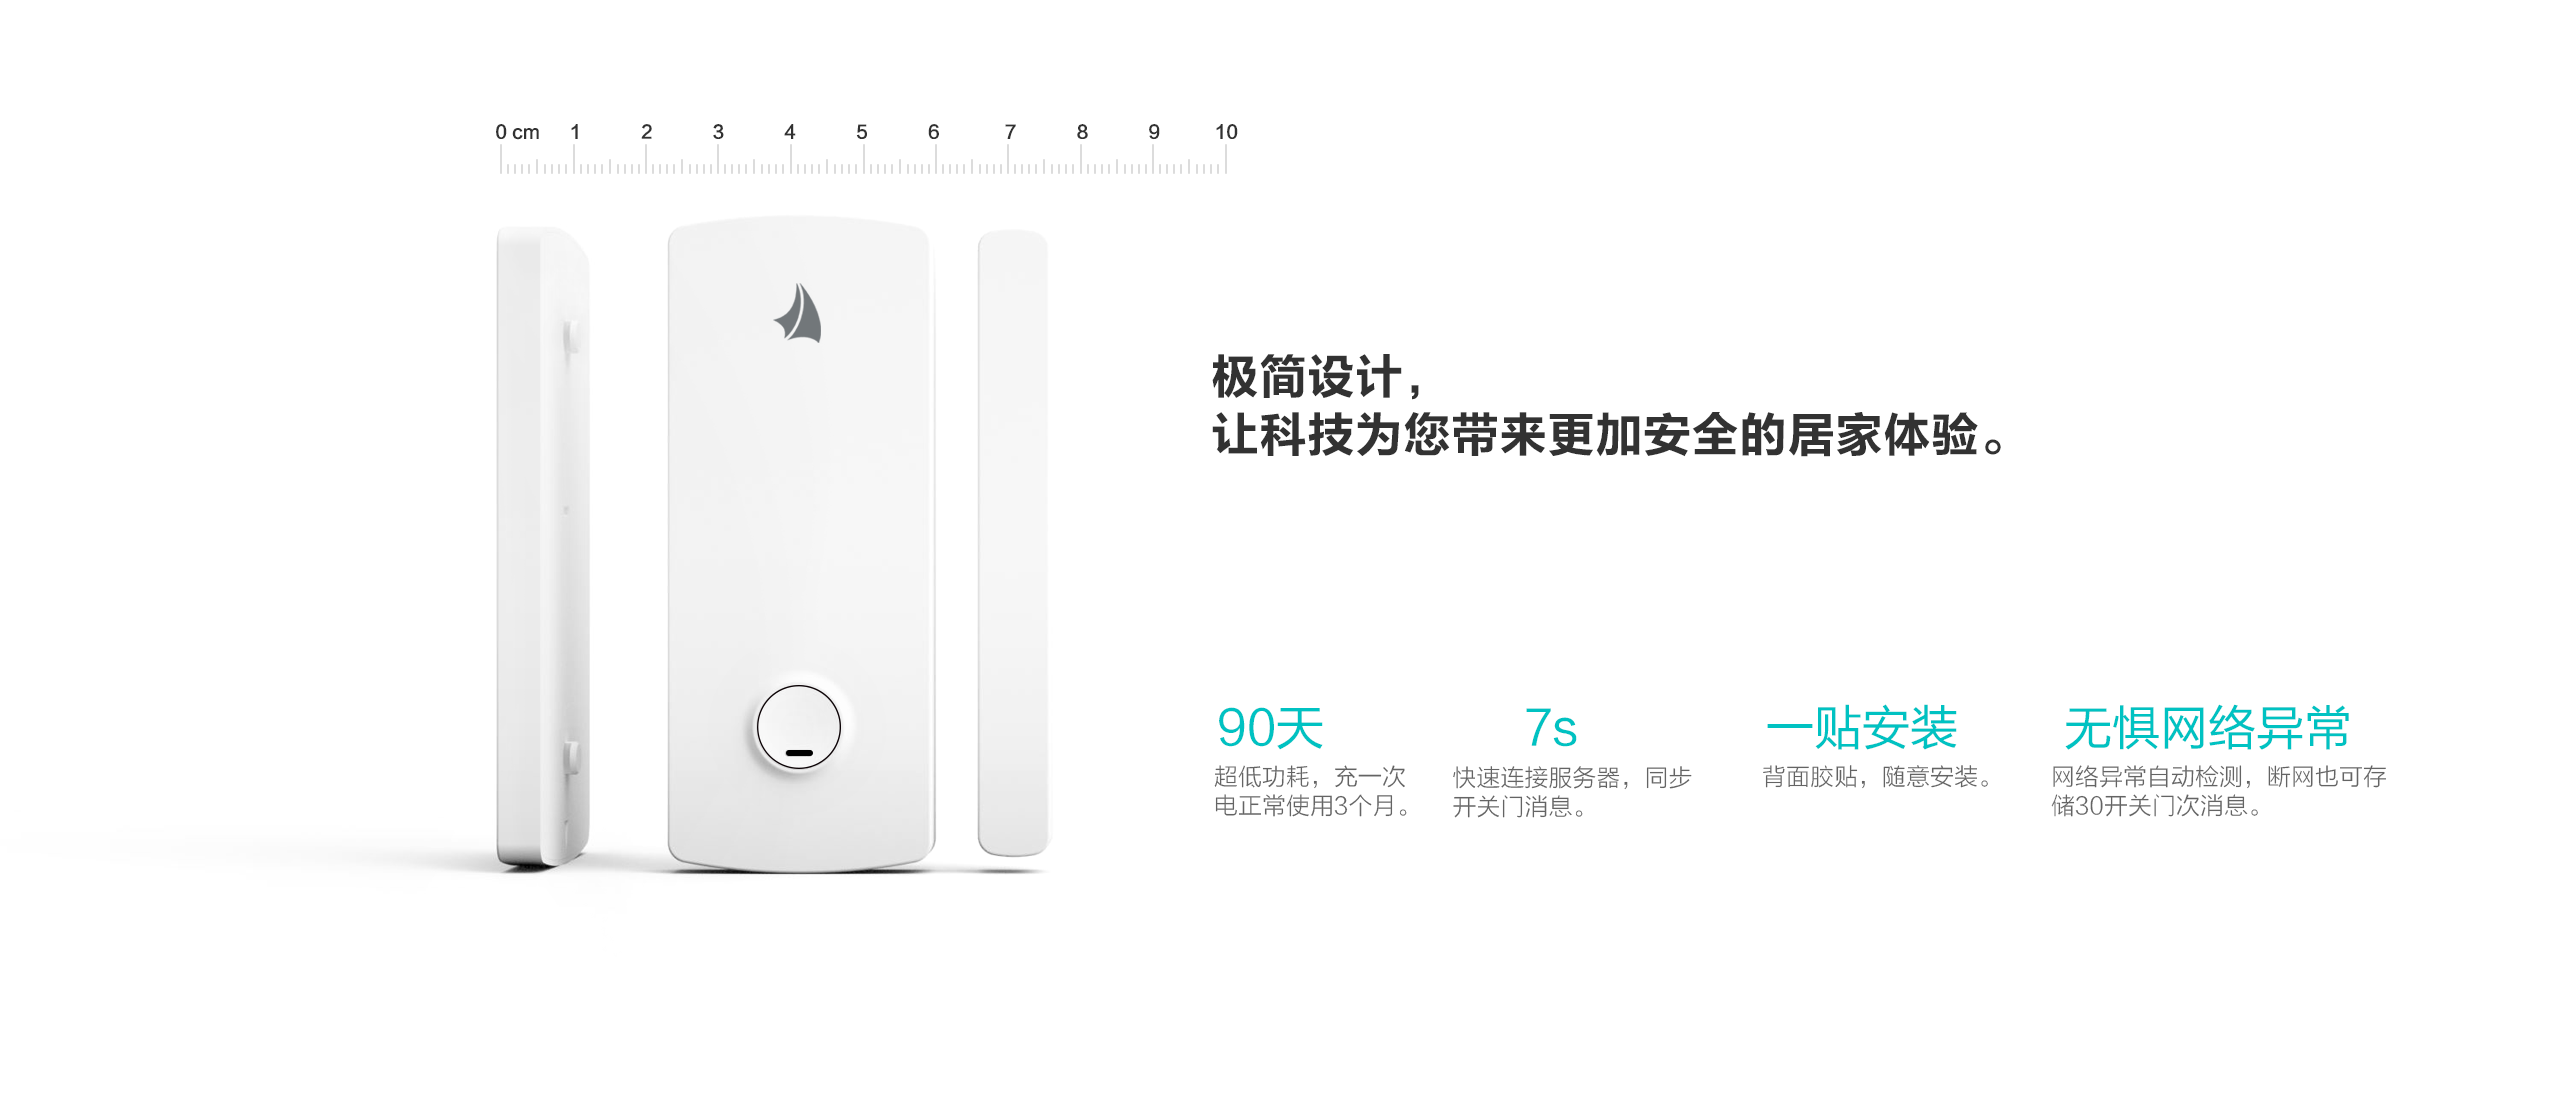 0 cm 1 2 3 4 5 6 7 8 9 10
极简设计，
让科技为您带来更加安全的居家体验。
90天
超低功耗，充一次
电正常使用3个月。
7s
快速连接服务器，同步
开关门消息。
一贴安装
背面胶贴，随意安装。
无惧网络异常
网络异常自动检测，断网也可存
储30开关门次消息。